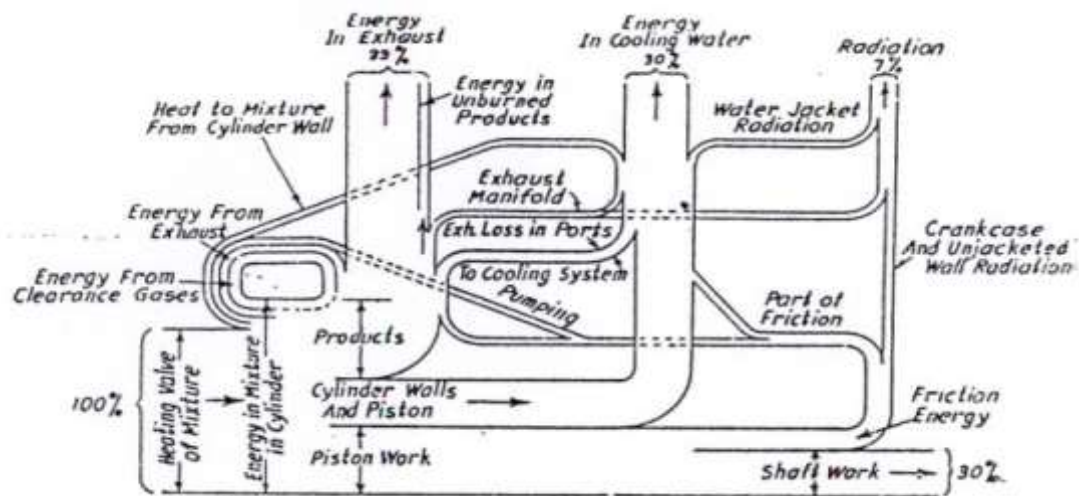 Energy
In Exhaust
33%
Energy
In Cooling Water
30%
Radiation
7%
Heat to Mixture
From Cylinder Wall
Energy in
Unburned
Products
Water Jacket
Radiation
Exhaust
Manifold
Energy From
Exhaust
Exh. Loss in Ports
To Cooling System
Crankcase
And Unjacketed
Wall Radiation
Energy From
Clearance Gases
Pumping
Part of
Friction
Products
100%
Heating Valve
of Mixture
Energy in Mixture
in Cylinder
Cylinder Walls
And Piston
Friction
Energy
Piston Work
Shaft Work
30%